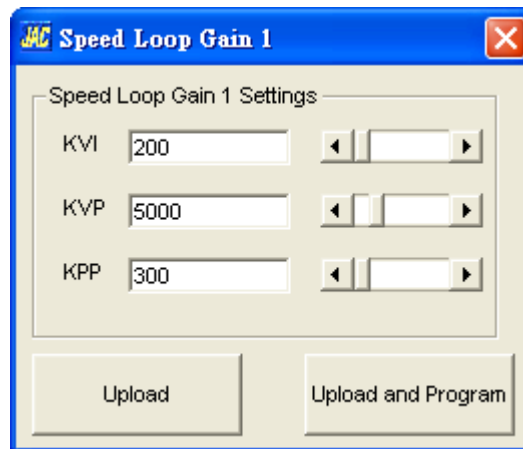 JAC Speed Loop Gain 1
Speed Loop Gain 1 Settings
KVI 200
KVP 5000
KPP 300
Upload
Upload and Program